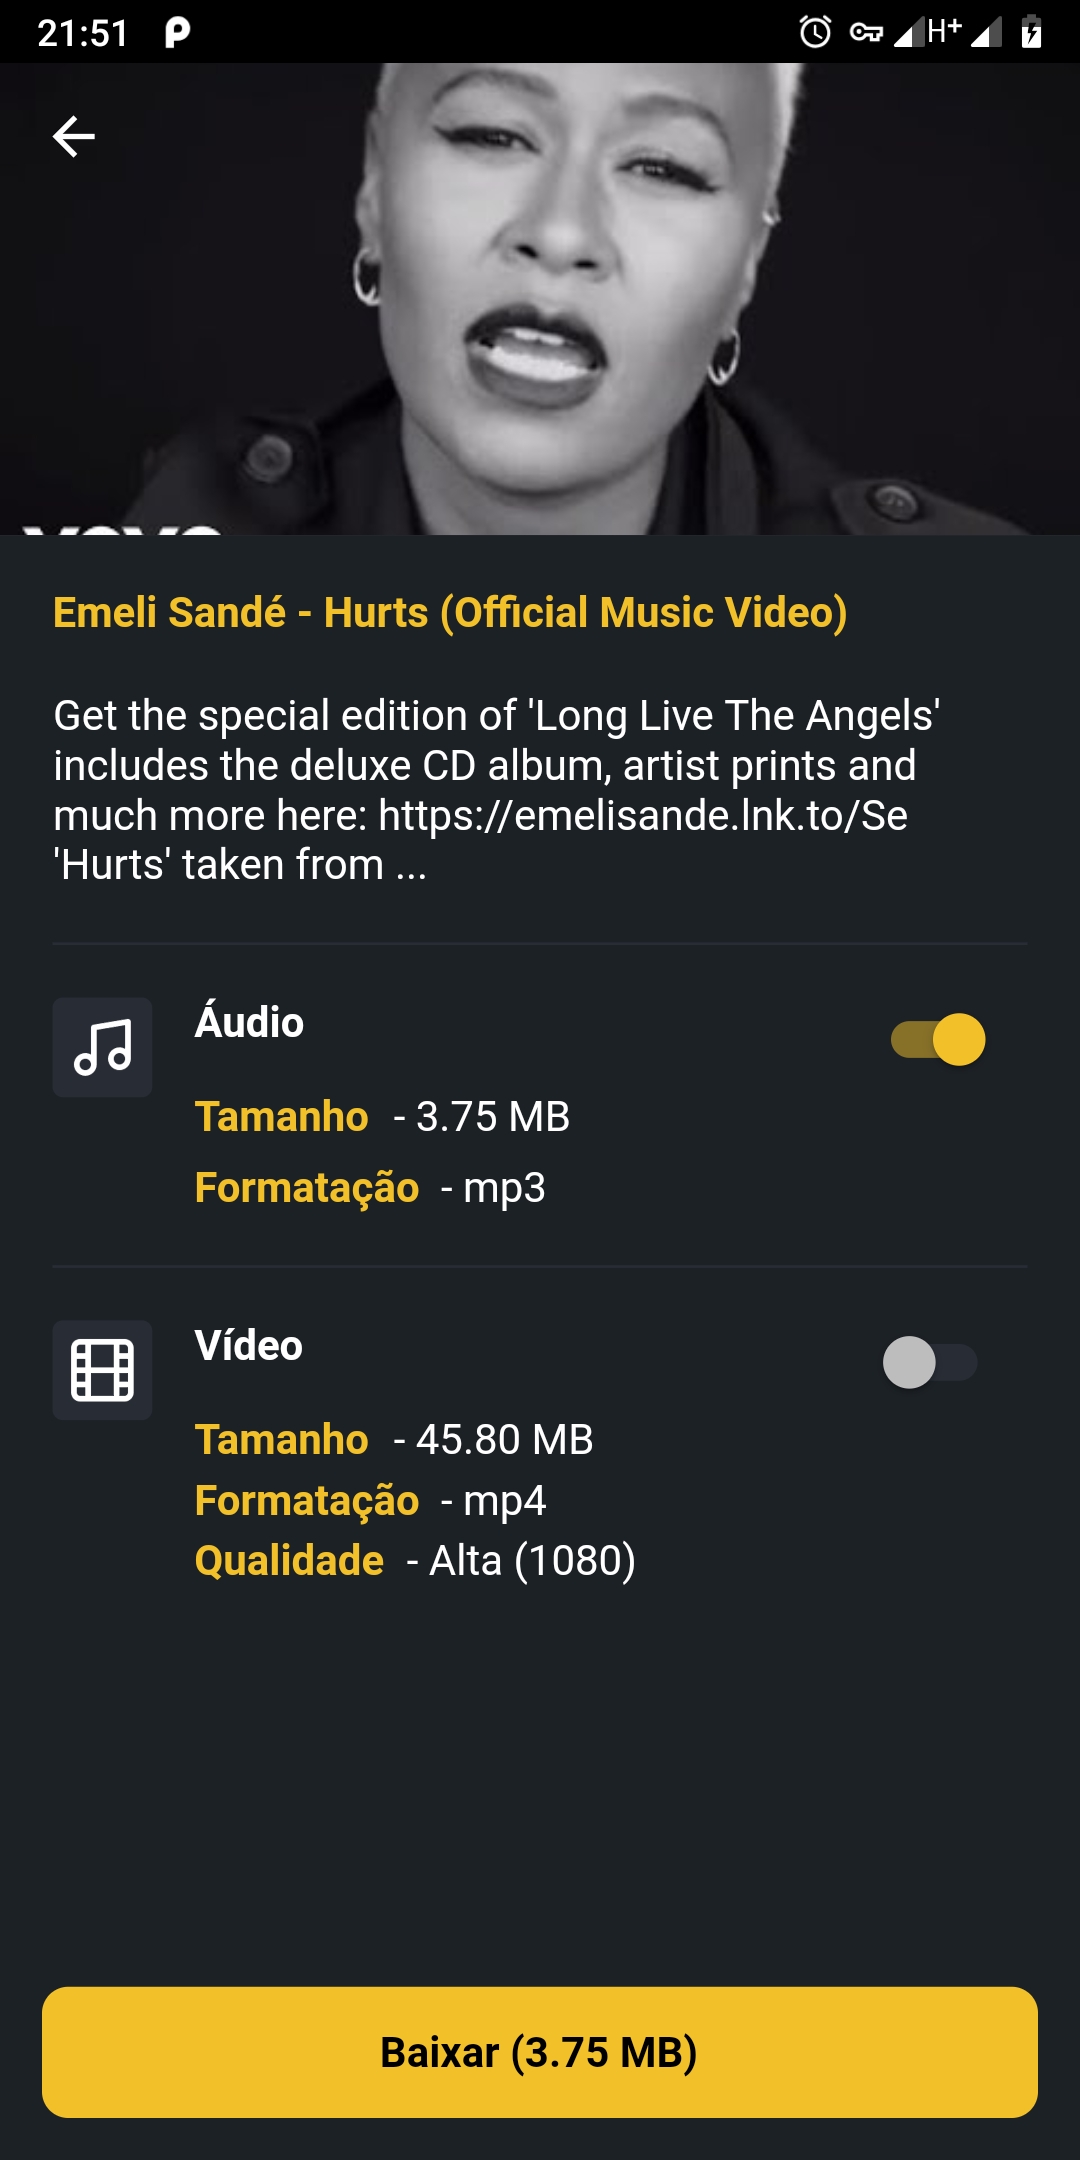 21:51
H+
Emeli Sandé - Hurts (Official Music Video)
Get the special edition of 'Long Live The Angels'
includes the deluxe CD album, artist prints and
much more here: https://emelisande.lnk.to/Se
'Hurts' taken from ...
Áudio
Tamanho - 3.75 MB
Formatação - mp3
Vídeo
Tamanho - 45.80 MB
Formatação - mp4
Qualidade - Alta (1080)
Baixar (3.75 MB)